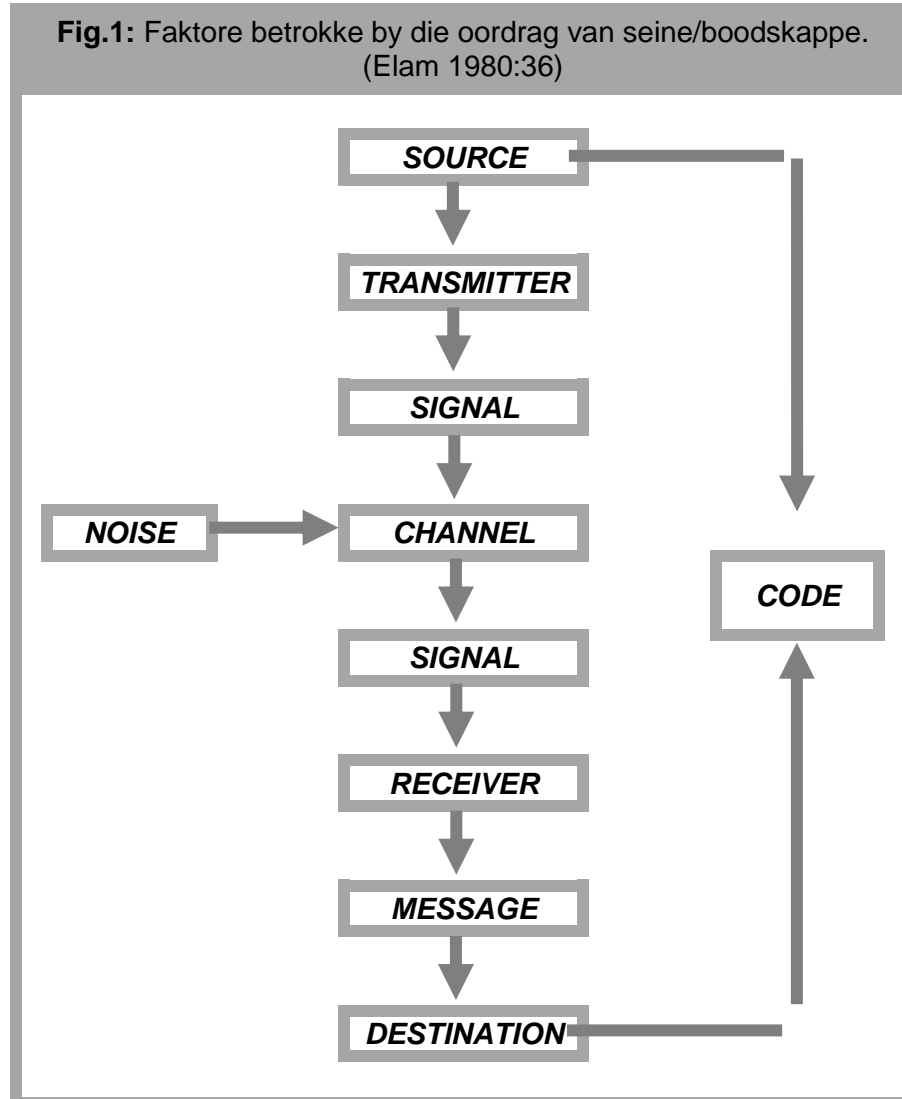 Fig.1: Faktore betrokke by die oordrag van seine/boodskappe.
(Elam 1980:36)
SOURCE
TRANSMITTER
SIGNAL
NOISE
CHANNEL
CODE
SIGNAL
RECEIVER
MESSAGE
DESTINATION